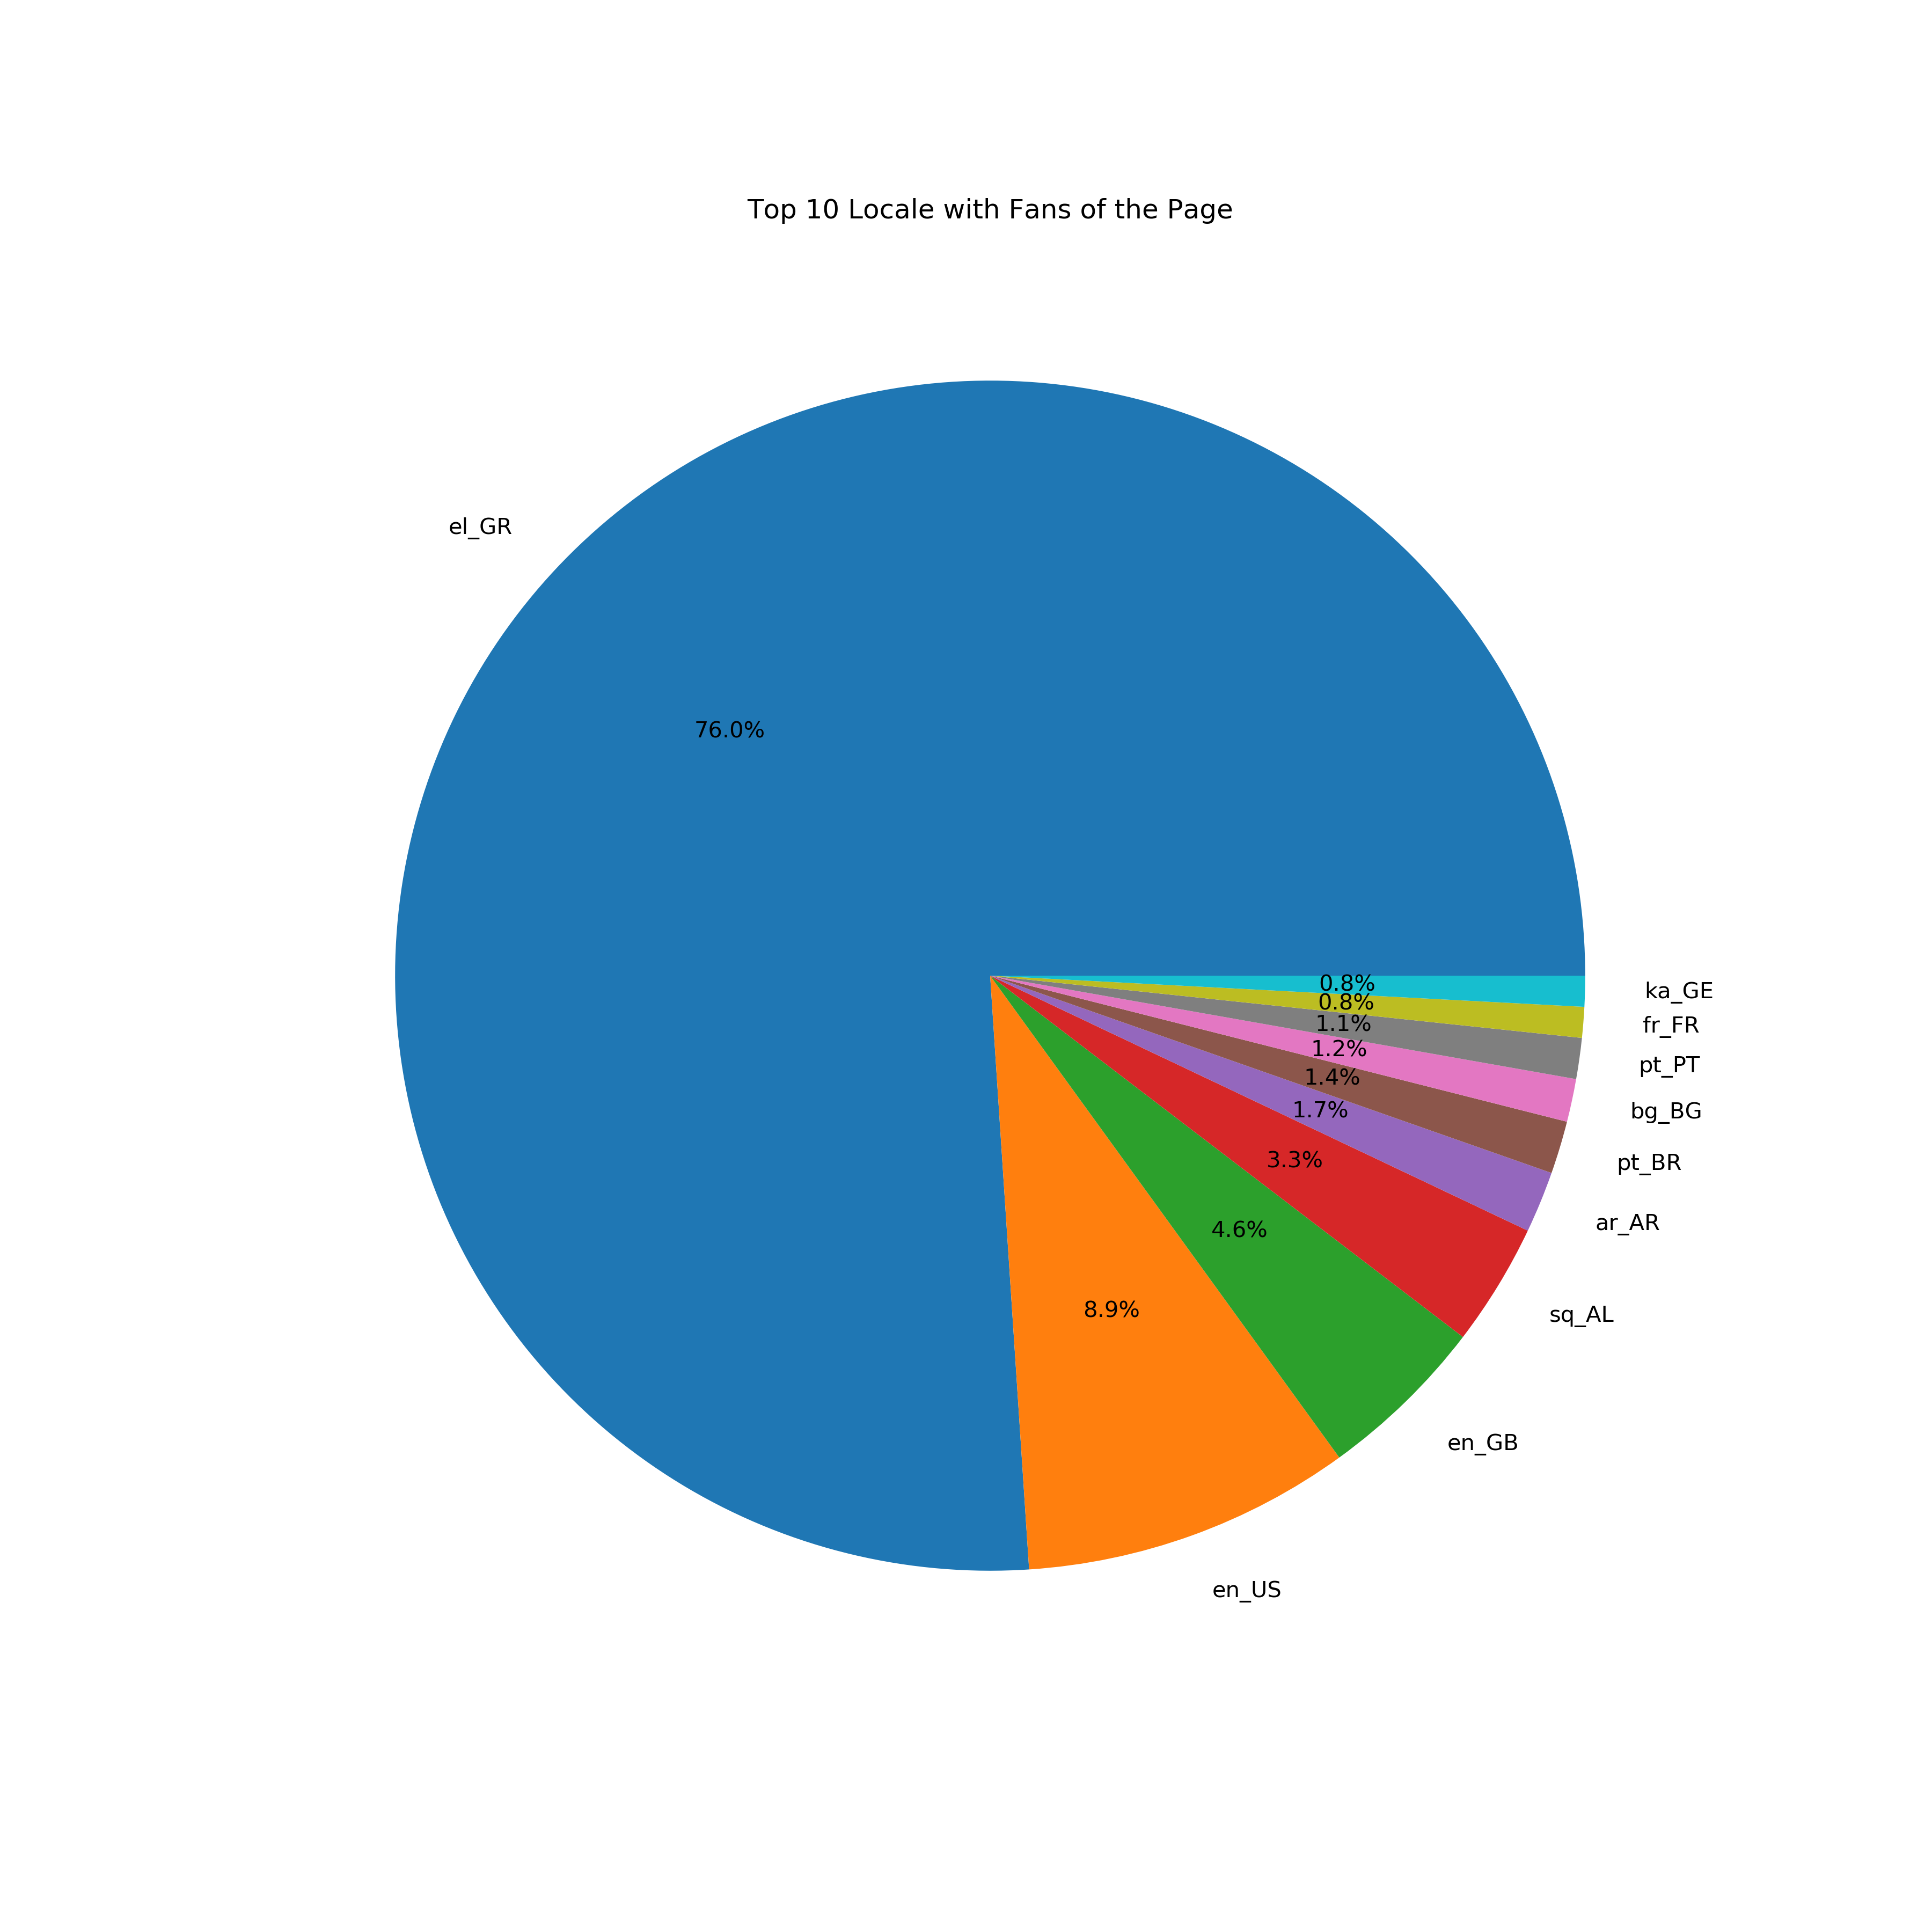 Top 10 Locale with Fans of the Page
el_GR
76.0%
0.8%
ka_GE
0.8%
fr_FR
1.1%
pt_PT
1.2%
bg_BG
1.4%
pt_BR
1.7%
ar_AR
3.3%
sq_AL
4.6%
en_GB
8.9%
en_US